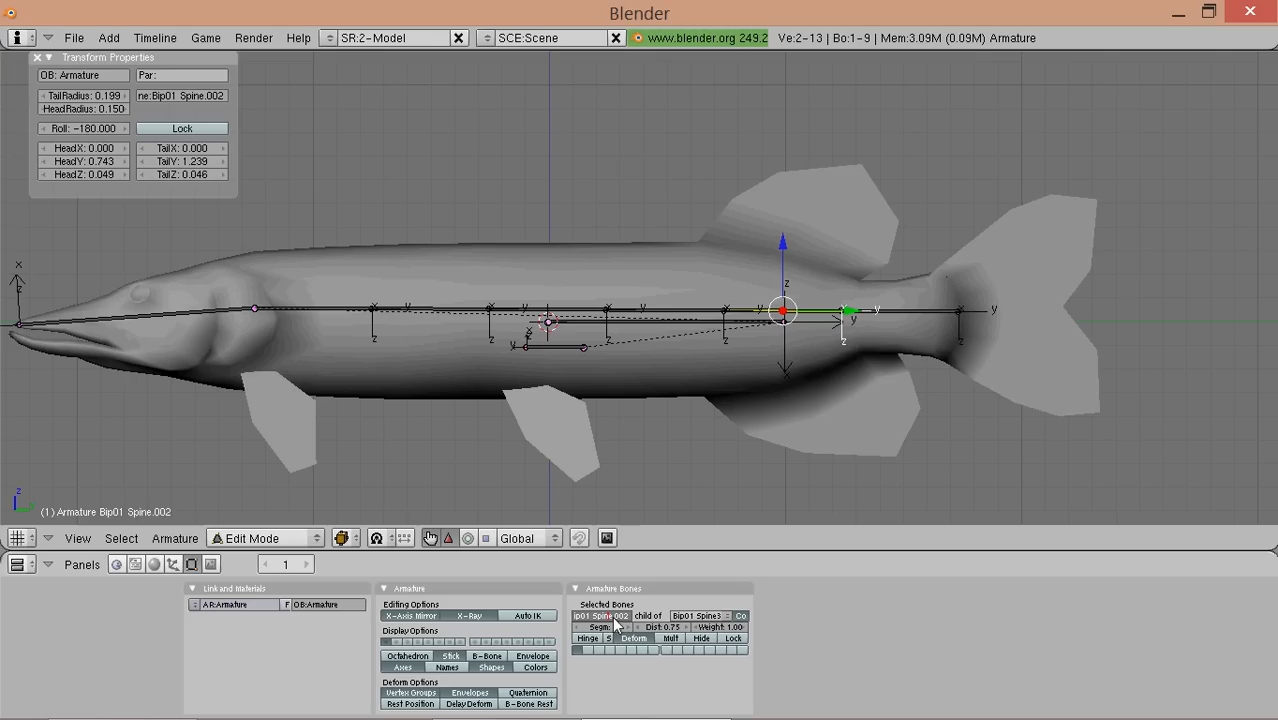 Blender
File Add Timeline Game Render Help SR:2-Model SCE:Scene www.blender.org 249.2 Ve:2-13 | Bo:1-9 | Mem:3.09M (0.09M) Armature
Transform Properties
OB: Armature Par:
TailRadius: 0.199 ne:Bip01 Spine.002
HeadRadius: 0.150
Roll: -180.000 Lock
HeadX: 0.000 TailX: 0.000
HeadY: 0.743 TailY: 1.239
HeadZ: 0.049 TailZ: 0.046
(1) Armature Bip01 Spine.002
View Select Armature Edit Mode Global
Panels 1
Link and Materials Armature Armature Bones
AR:Armature F OB:Armature
Editing Options
X-Axis Mirror X-Ray Auto IK
Display Options
Octahedron Stick B-Bone Envelope
Axes Names Shapes Colors
Deform Options
Vertex Groups Envelopes Quaternion
Rest Position Delay Deform B-Bone Rest
Selected Bones
ip01 Spine.002 child of Bip01 Spine3 Co
Segm: Dist: 0.75 Weight: 1.00
Hinge S Deform Mult Hide Lock